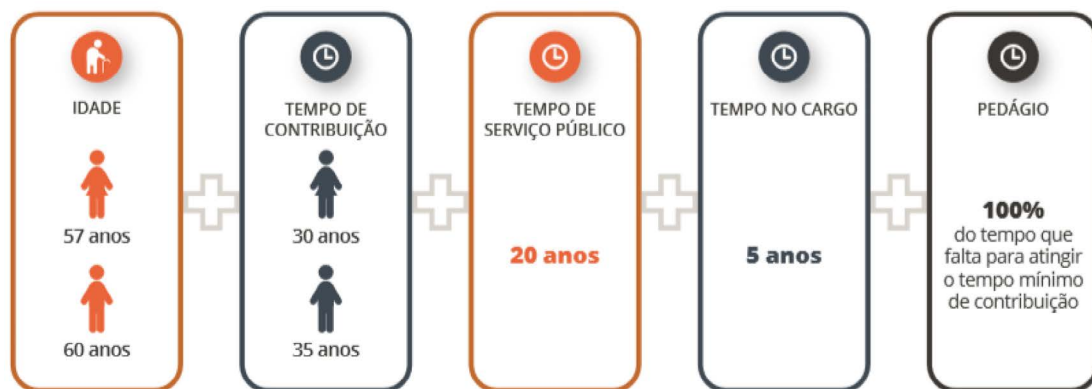 IDADE
57 anos
60 anos
TEMPO DE
CONTRIBUIÇÃO
30 anos
35 anos
TEMPO DE
SERVIÇO PÚBLICO
20 anos
TEMPO NO CARGO
5 anos
PEDÁGIO
100%
do tempo que
falta para atingir
o tempo mínimo
de contribuição